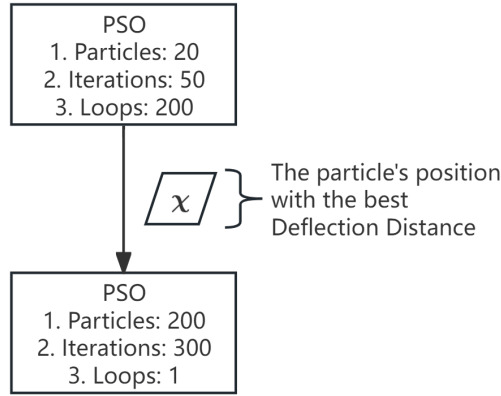 PSO
1. Particles: 20
2. Iterations: 50
3. Loops: 200
x
The particle's position
with the best
Deflection Distance
PSO
1. Particles: 200
2. Iterations: 300
3. Loops: 1